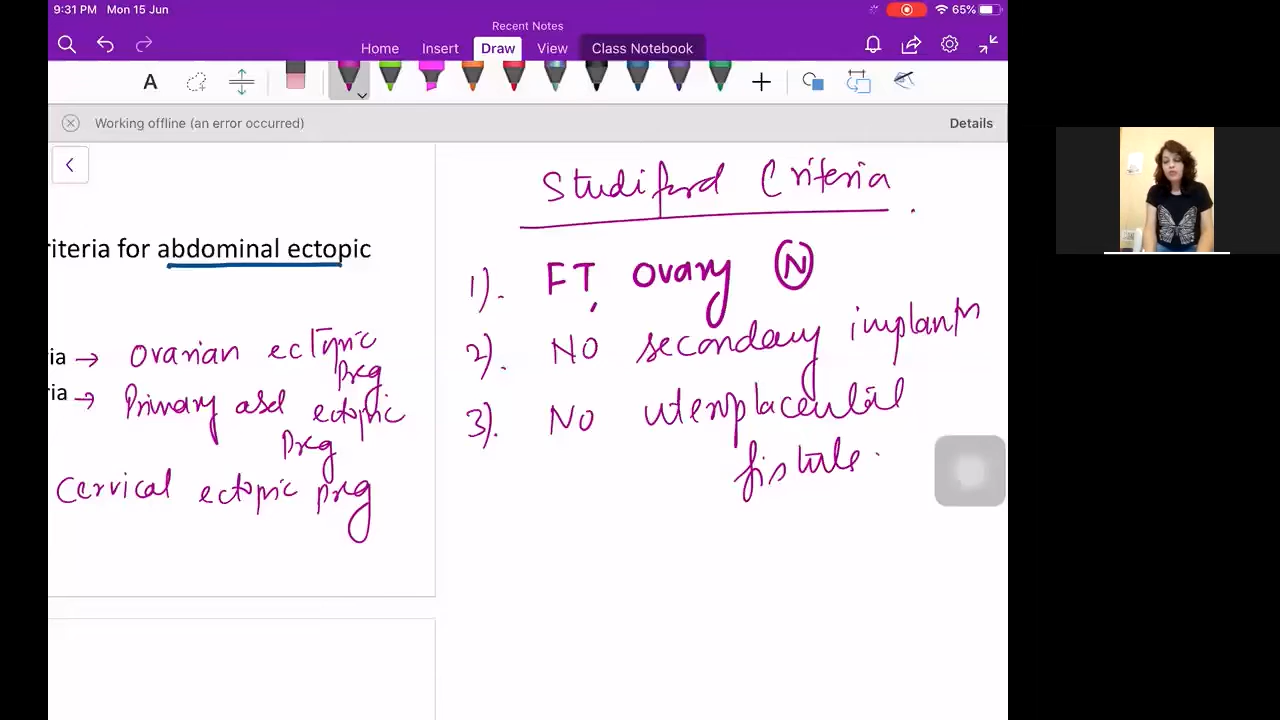 9:31 PM Mon 15 Jun
65%
Recent Notes
Home Insert Draw View Class Notebook
A
Working offline (an error occurred)
Details
Studiford Criteria
riteria for abdominal ectopic
1). FT Ovary N
2). NO secondary implants
3). NO uteroplacental
fistula.
ria → Ovarian ectopic
Preg
ria → Primary abd ectopic
Preg
Cervical ectopic preg